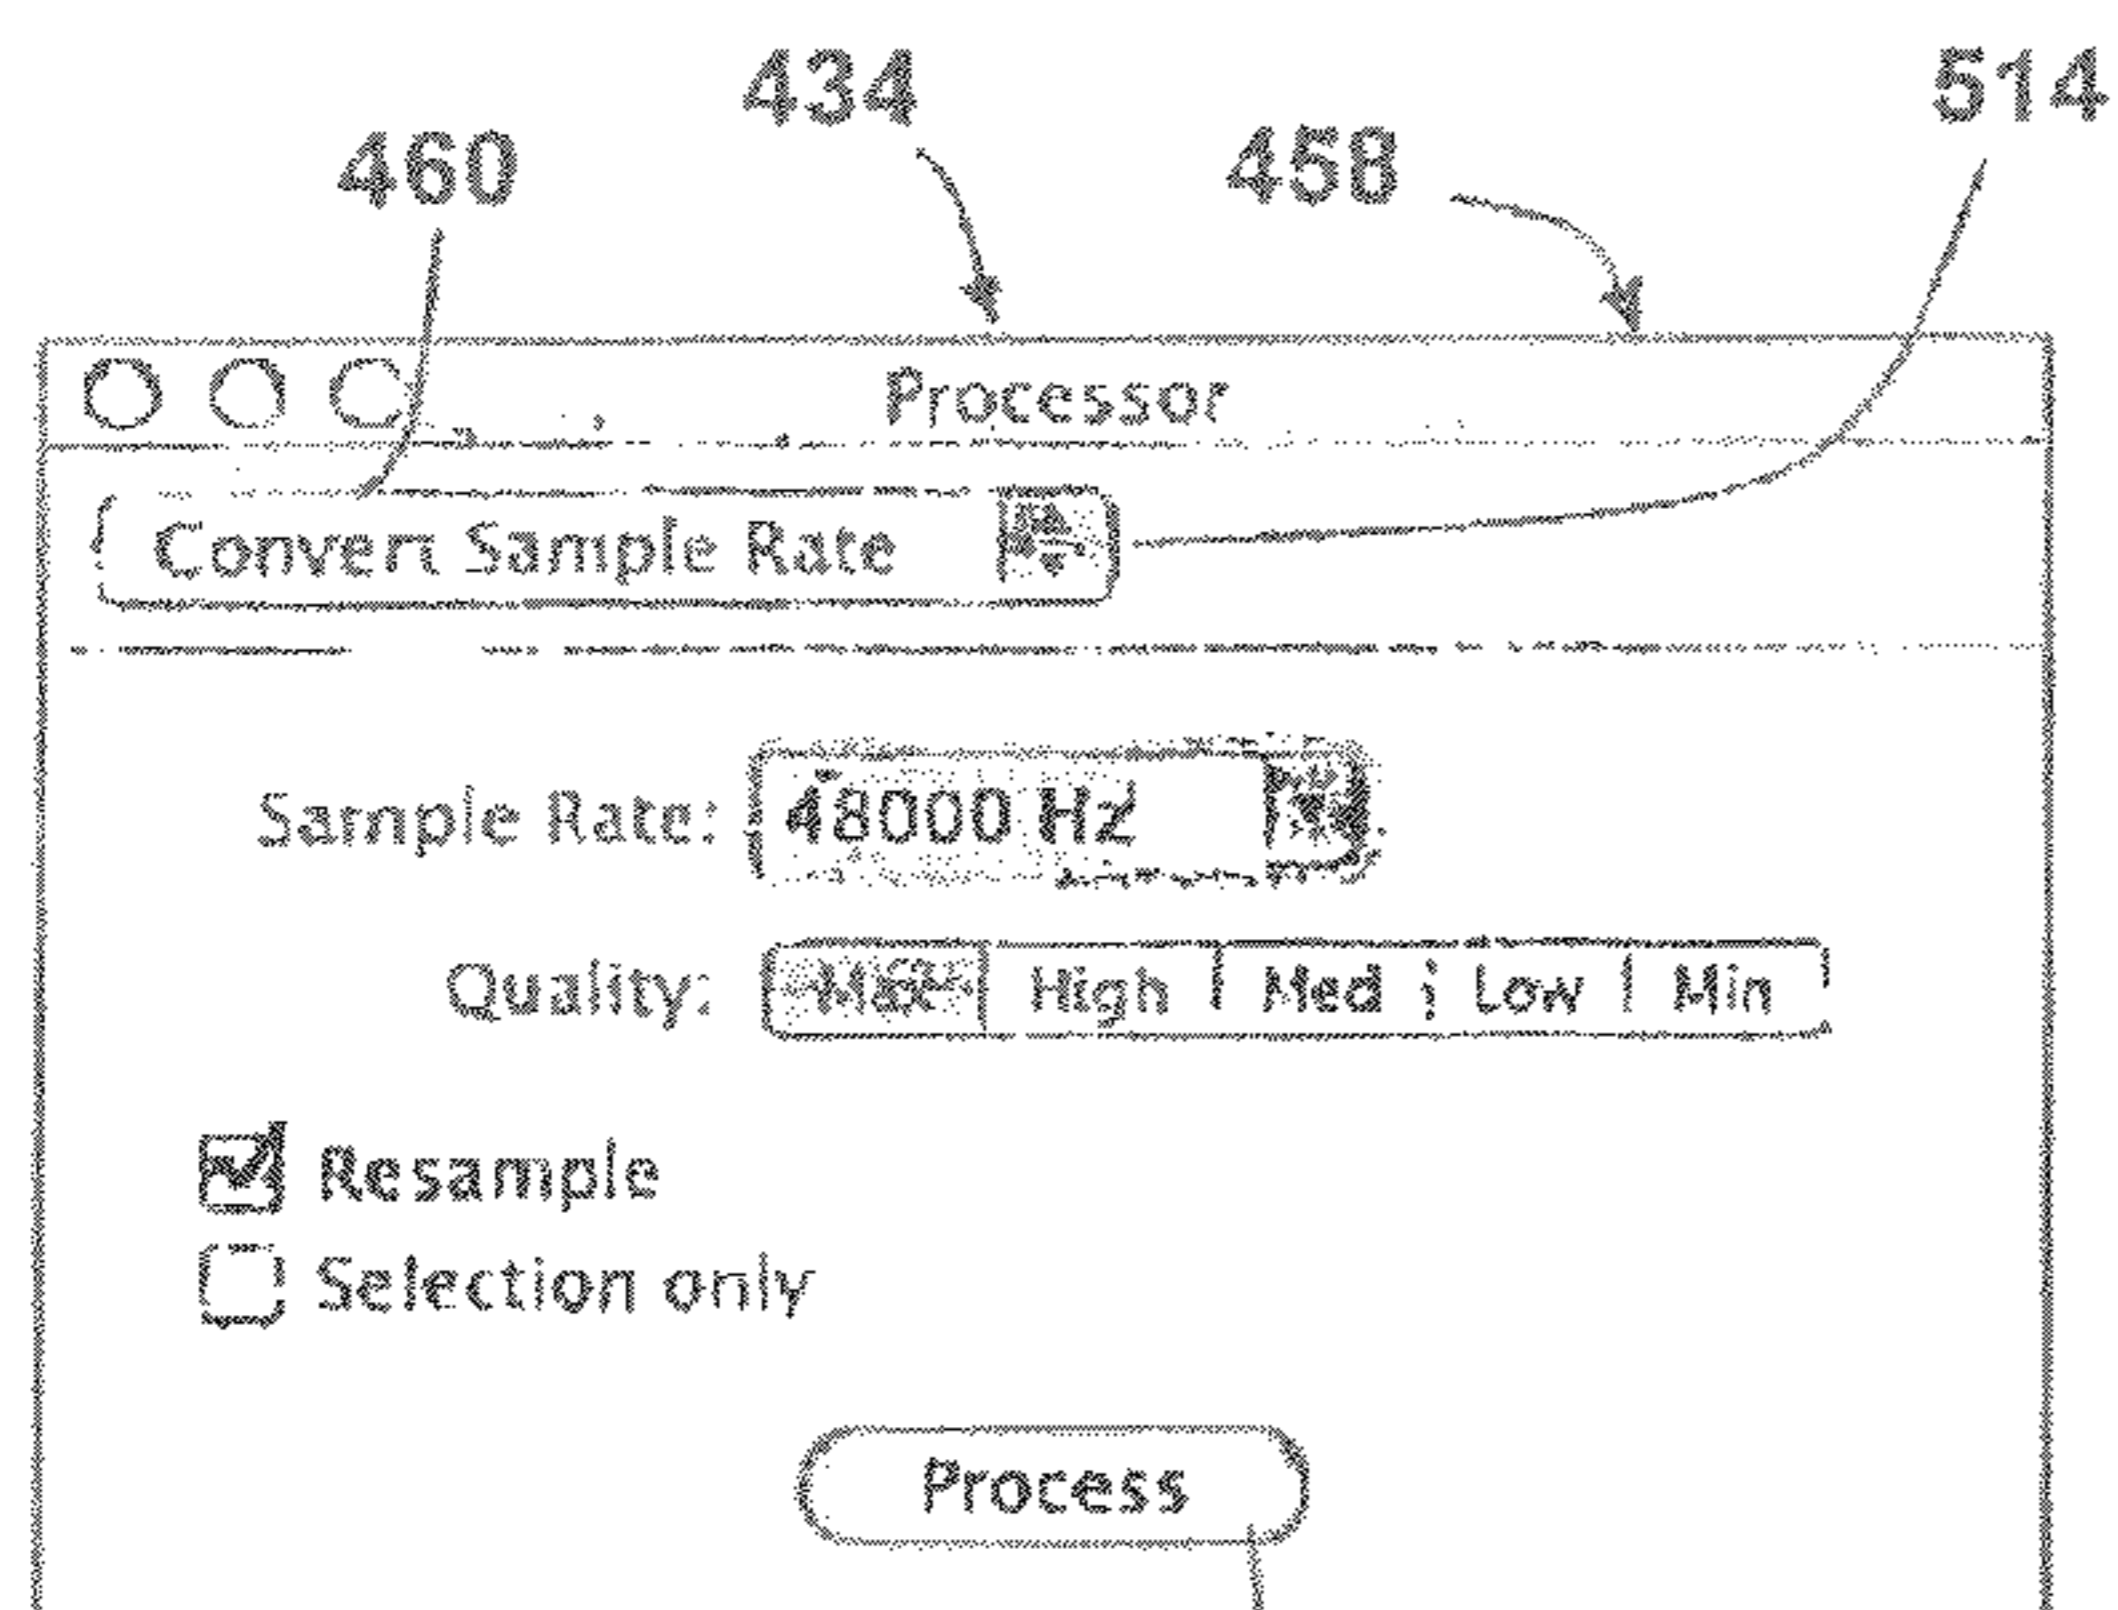 434
514
460
458
Processor
Convert Sample Rate
Sample Rate: 48000 Hz
Quality: Max High Med Low Min
Resample
Selection only
Process